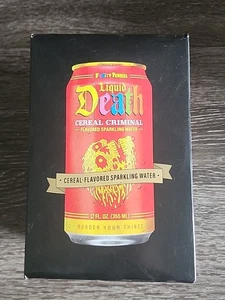 Liquid
Death
CEREAL CRIMINAL
FLAVORED SPARKLING WATER
CEREAL-FLAVORED SPARKLING WATER
12 FL. OZ. (355 ML)
MURDER YOUR THIRST